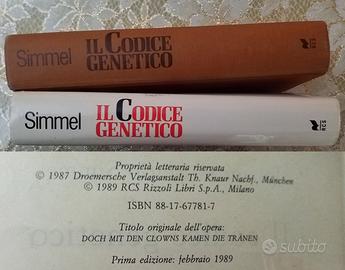 Simmel IL CODICE
GENETICO
Simmel IL CODICE
GENETICO
Proprietà letteraria riservata
© 1987 Droemersche Verlagsanstalt Th. Knaur Nachf., München
© 1989 RCS Rizzoli Libri S.p.A., Milano
ISBN 88-17-67781-7
Titolo originale dell'opera:
DOCH MIT DEN CLOWNS KAMEN DIE TRÄNEN
Prima edizione: febbraio 1989
subito